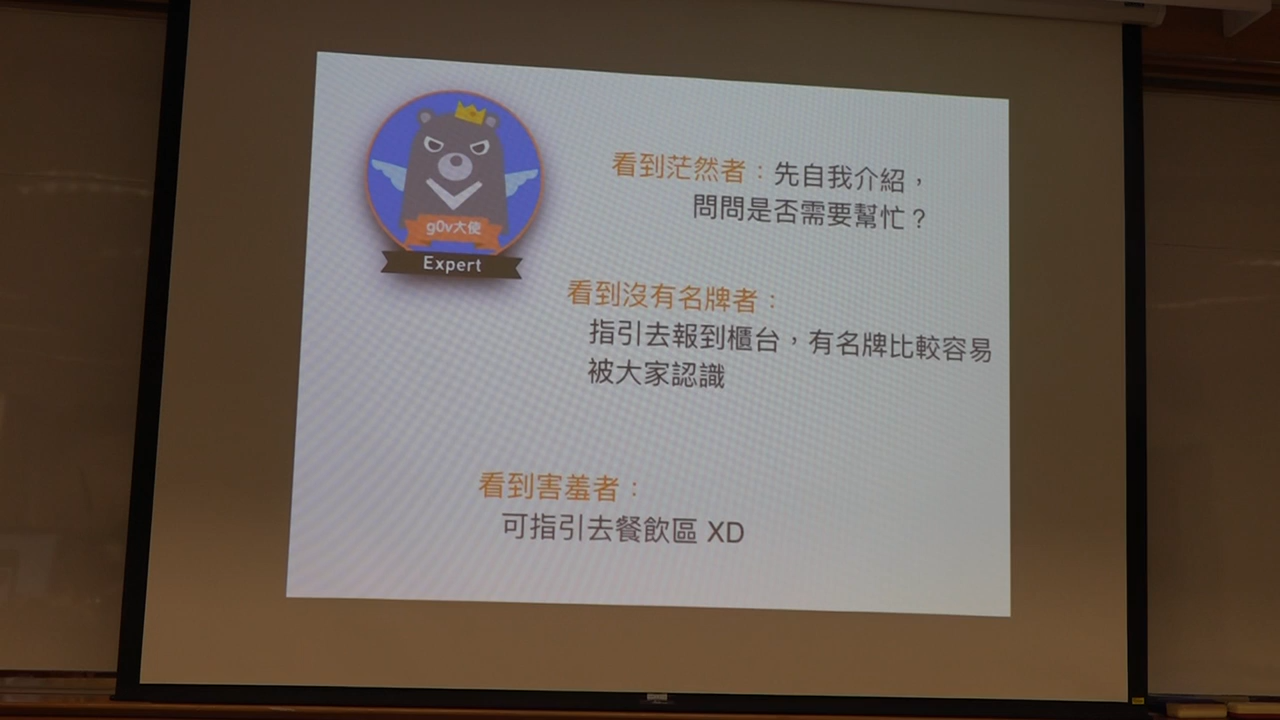 g0v大使
Expert
看到茫然者：先自我介紹，
問問是否需要幫忙？
看到沒有名牌者：
指引去報到櫃台，有名牌比較容易
被大家認識
看到害羞者：
可指引去餐飲區 XD